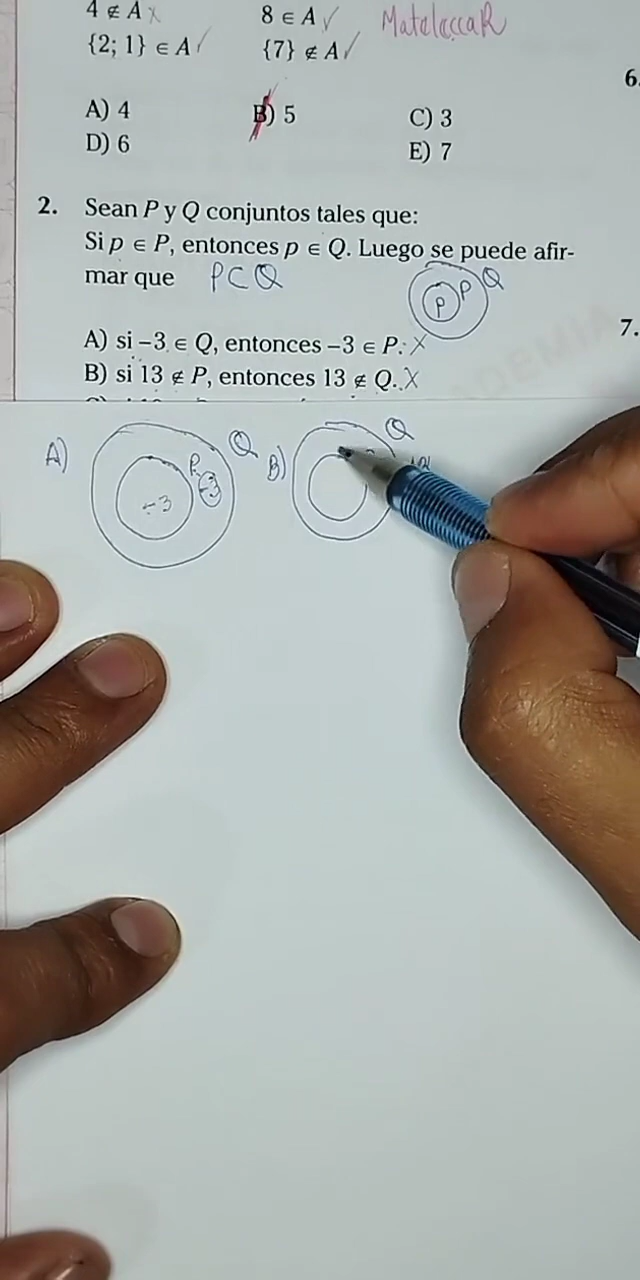 4 ∉ A x 8 ∈ A ✓ MateleccaR
{2; 1} ∈ A ✓ {7} ∉ A ✓
6.
A) 4 B) 5 C) 3
D) 6 E) 7
2. Sean P y Q conjuntos tales que:
Si p ∈ P, entonces p ∈ Q. Luego se puede afir-
mar que P⊂Q P P Q
7.
A) si –3 ∈ Q, entonces –3 ∈ P. x
B) si 13 ∉ P, entonces 13 ∉ Q. x
A) -3 P -3 Q B) Q